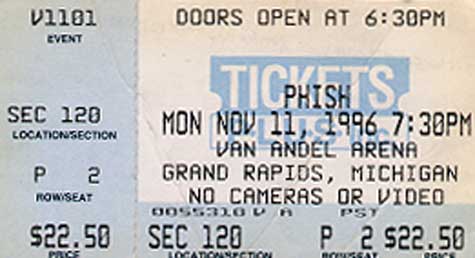 V1101
EVENT
SEC 120
LOCATION/SECTION
P 2
ROW/SEAT
$22.50
PRICE
DOORS OPEN AT 6:30PM
TICKETS
PLUS
PHISH
MON NOV 11, 1996 7:30PM
VAN ANDEL ARENA
GRAND RAPIDS, MICHIGAN
NO CAMERAS OR VIDEO
0055310 V A PST
SEC 120 P 2 $22.50
LOCATION/SECTION ROW/SEAT PRICE